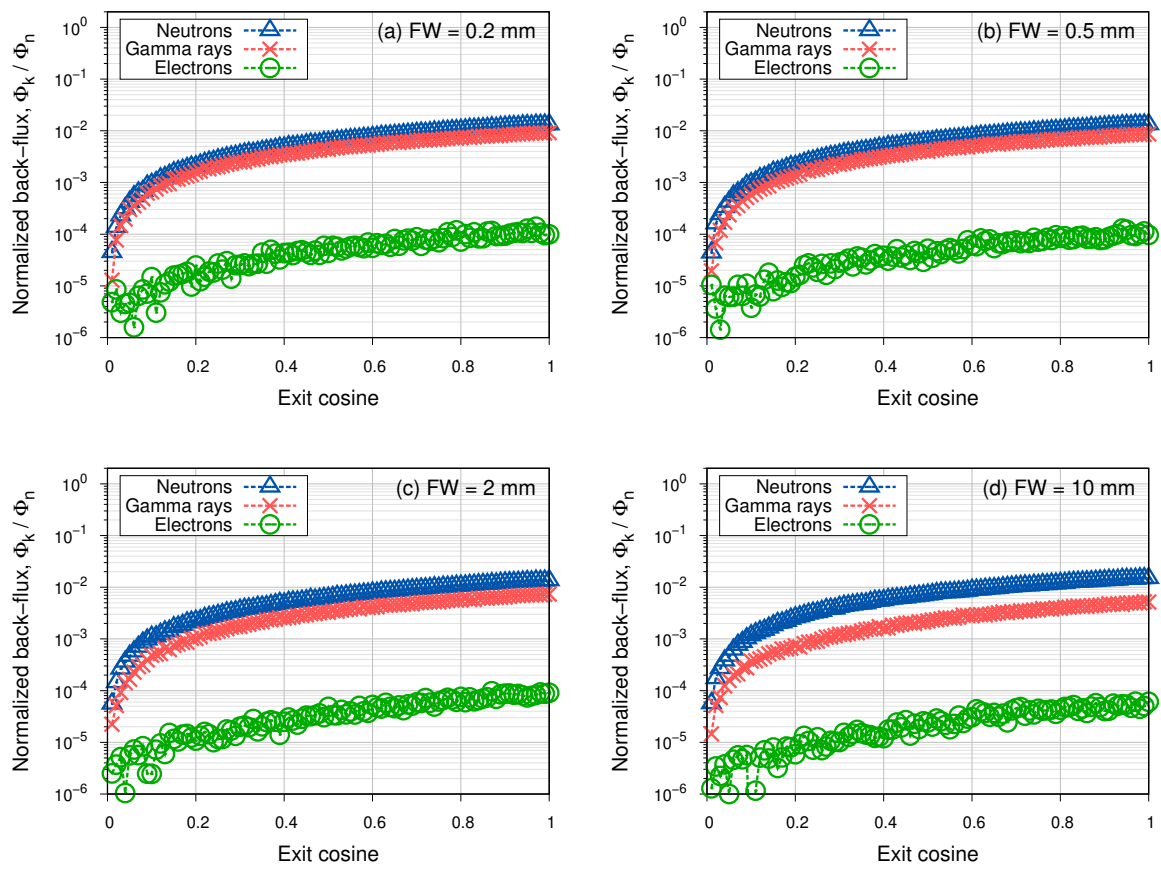 (a) FW = 0.2 mm
Neutrons
Gamma rays
Electrons
Normalized back−flux, Φk / Φn
10^0
10^−1
10^−2
10^−3
10^−4
10^−5
10^−6
0 0.2 0.4 0.6 0.8 1
Exit cosine
(b) FW = 0.5 mm
Neutrons
Gamma rays
Electrons
Normalized back−flux, Φk / Φn
10^0
10^−1
10^−2
10^−3
10^−4
10^−5
10^−6
0 0.2 0.4 0.6 0.8 1
Exit cosine
(c) FW = 2 mm
Neutrons
Gamma rays
Electrons
Normalized back−flux, Φk / Φn
10^0
10^−1
10^−2
10^−3
10^−4
10^−5
10^−6
0 0.2 0.4 0.6 0.8 1
Exit cosine
(d) FW = 10 mm
Neutrons
Gamma rays
Electrons
Normalized back−flux, Φk / Φn
10^0
10^−1
10^−2
10^−3
10^−4
10^−5
10^−6
0 0.2 0.4 0.6 0.8 1
Exit cosine